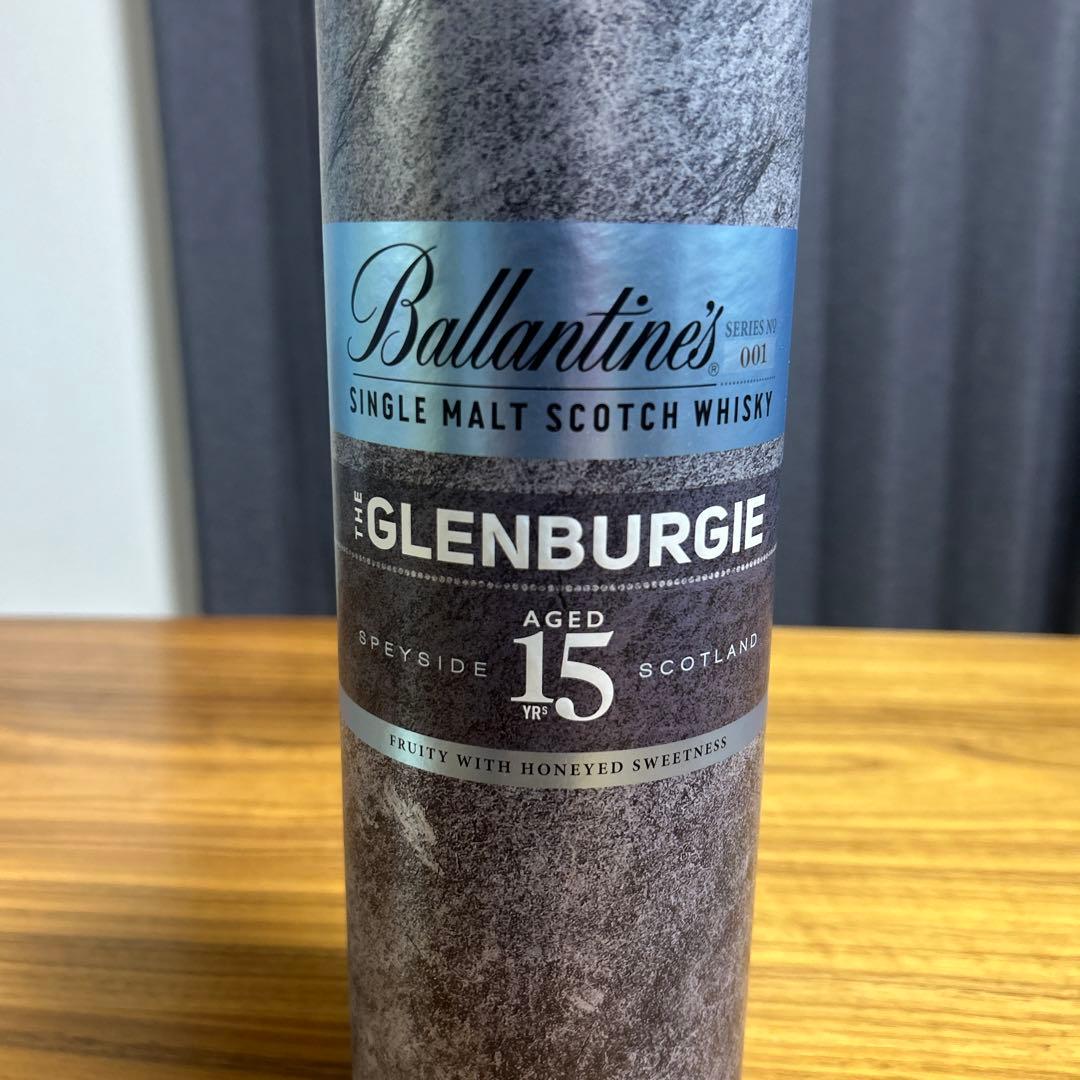 Ballantine's®
SERIES Nº
001
SINGLE MALT SCOTCH WHISKY
THE GLENBURGIE
AGED
15
YRS
SPEYSIDE
SCOTLAND
FRUITY WITH HONEYED SWEETNESS